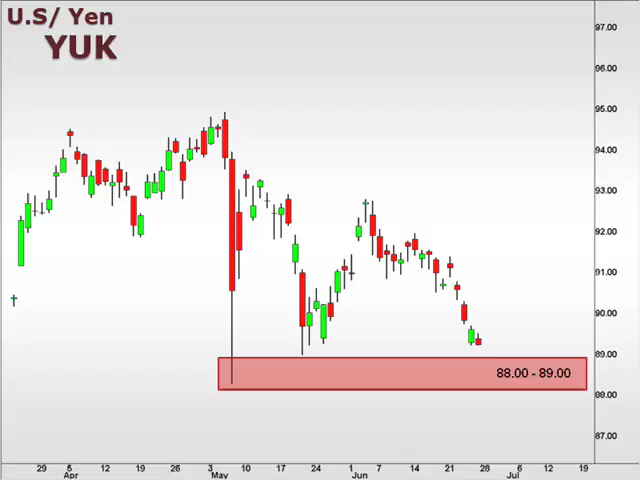 U.S/ Yen
YUK
97.00
96.00
95.00
94.00
93.00
92.00
91.00
90.00
89.00
88.00 - 89.00
88.00
87.00
29 5 12 19 26 3 10 17 24 1 7 14 21 28 6 12 19
Apr May Jun Jul